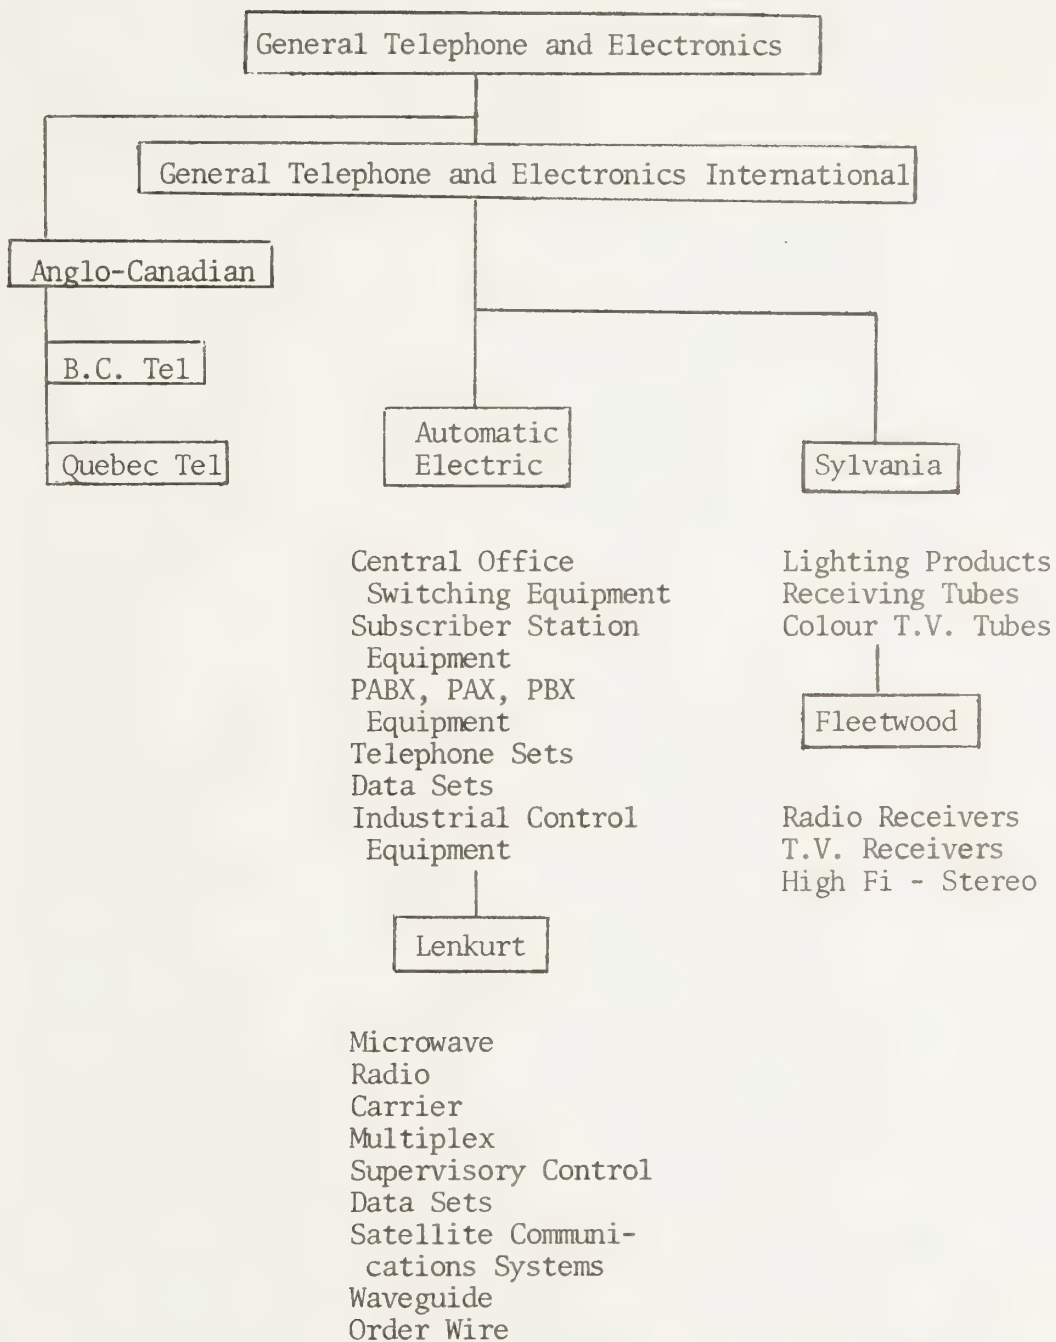 General Telephone and Electronics
General Telephone and Electronics International
Anglo-Canadian
B.C. Tel
Quebec Tel
Automatic
Electric
Central Office
Switching Equipment
Subscriber Station
Equipment
PABX, PAX, PBX
Equipment
Telephone Sets
Data Sets
Industrial Control
Equipment
Lenkurt
Microwave
Radio
Carrier
Multiplex
Supervisory Control
Data Sets
Satellite Communi-
cations Systems
Waveguide
Order Wire
Sylvania
Lighting Products
Receiving Tubes
Colour T.V. Tubes
Fleetwood
Radio Receivers
T.V. Receivers
High Fi - Stereo